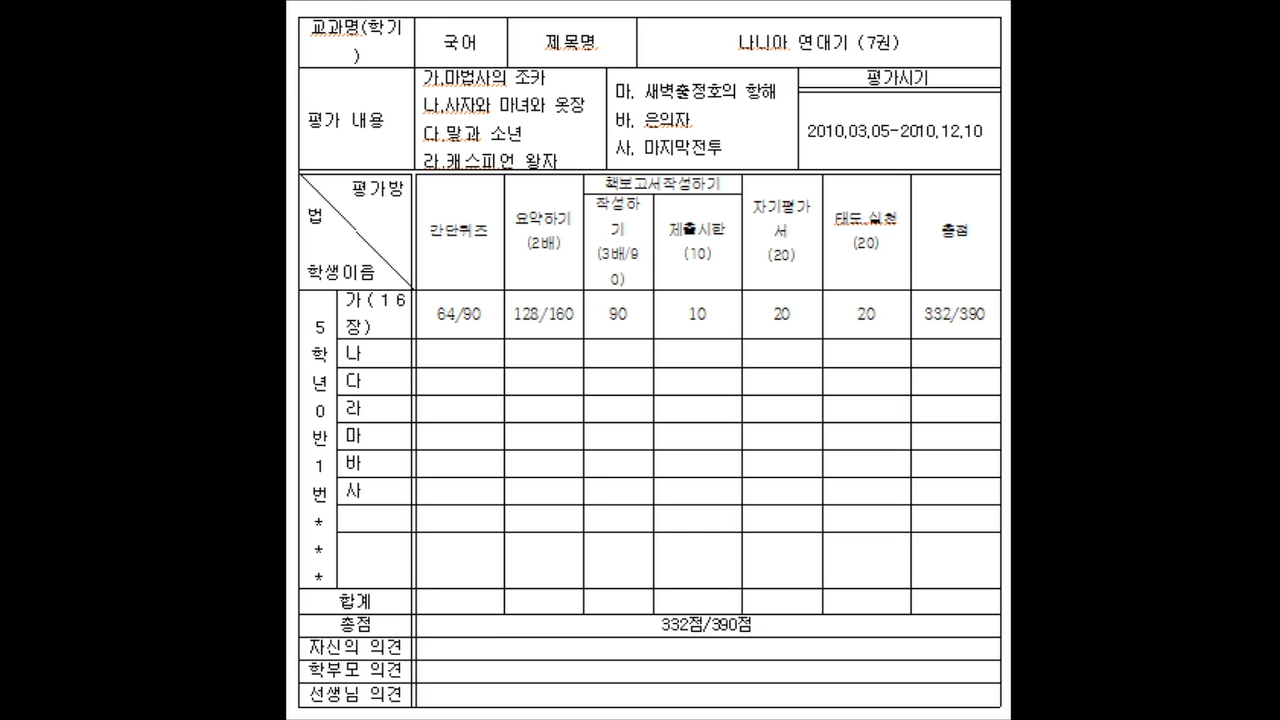 교과명(학기
)
국어
제목명
나니아 연대기 (7권)
평가 내용
가.마법사의 조카
나.사자와 마녀와 옷장
다.말과 소년
라.캐스피언 왕자
마. 새벽출정호의 항해
바. 은의자
사. 마지막전투
평가시기
2010.03.05-2010.12.10
평가방
법
학생이름
간단퀴즈
요약하기
(2배)
책보고서작성하기
작성하
기
(3배/9
0)
제출시한
(10)
자기평가
서
(20)
태도.실천
(20)
총점
5
학
년
0
반
1
번
*
*
*
가(16
장)
64/90
128/160
90
10
20
20
332/390
나
다
라
마
바
사
합계
총점
332점/390점
자신의 의견
학부모 의견
선생님 의견